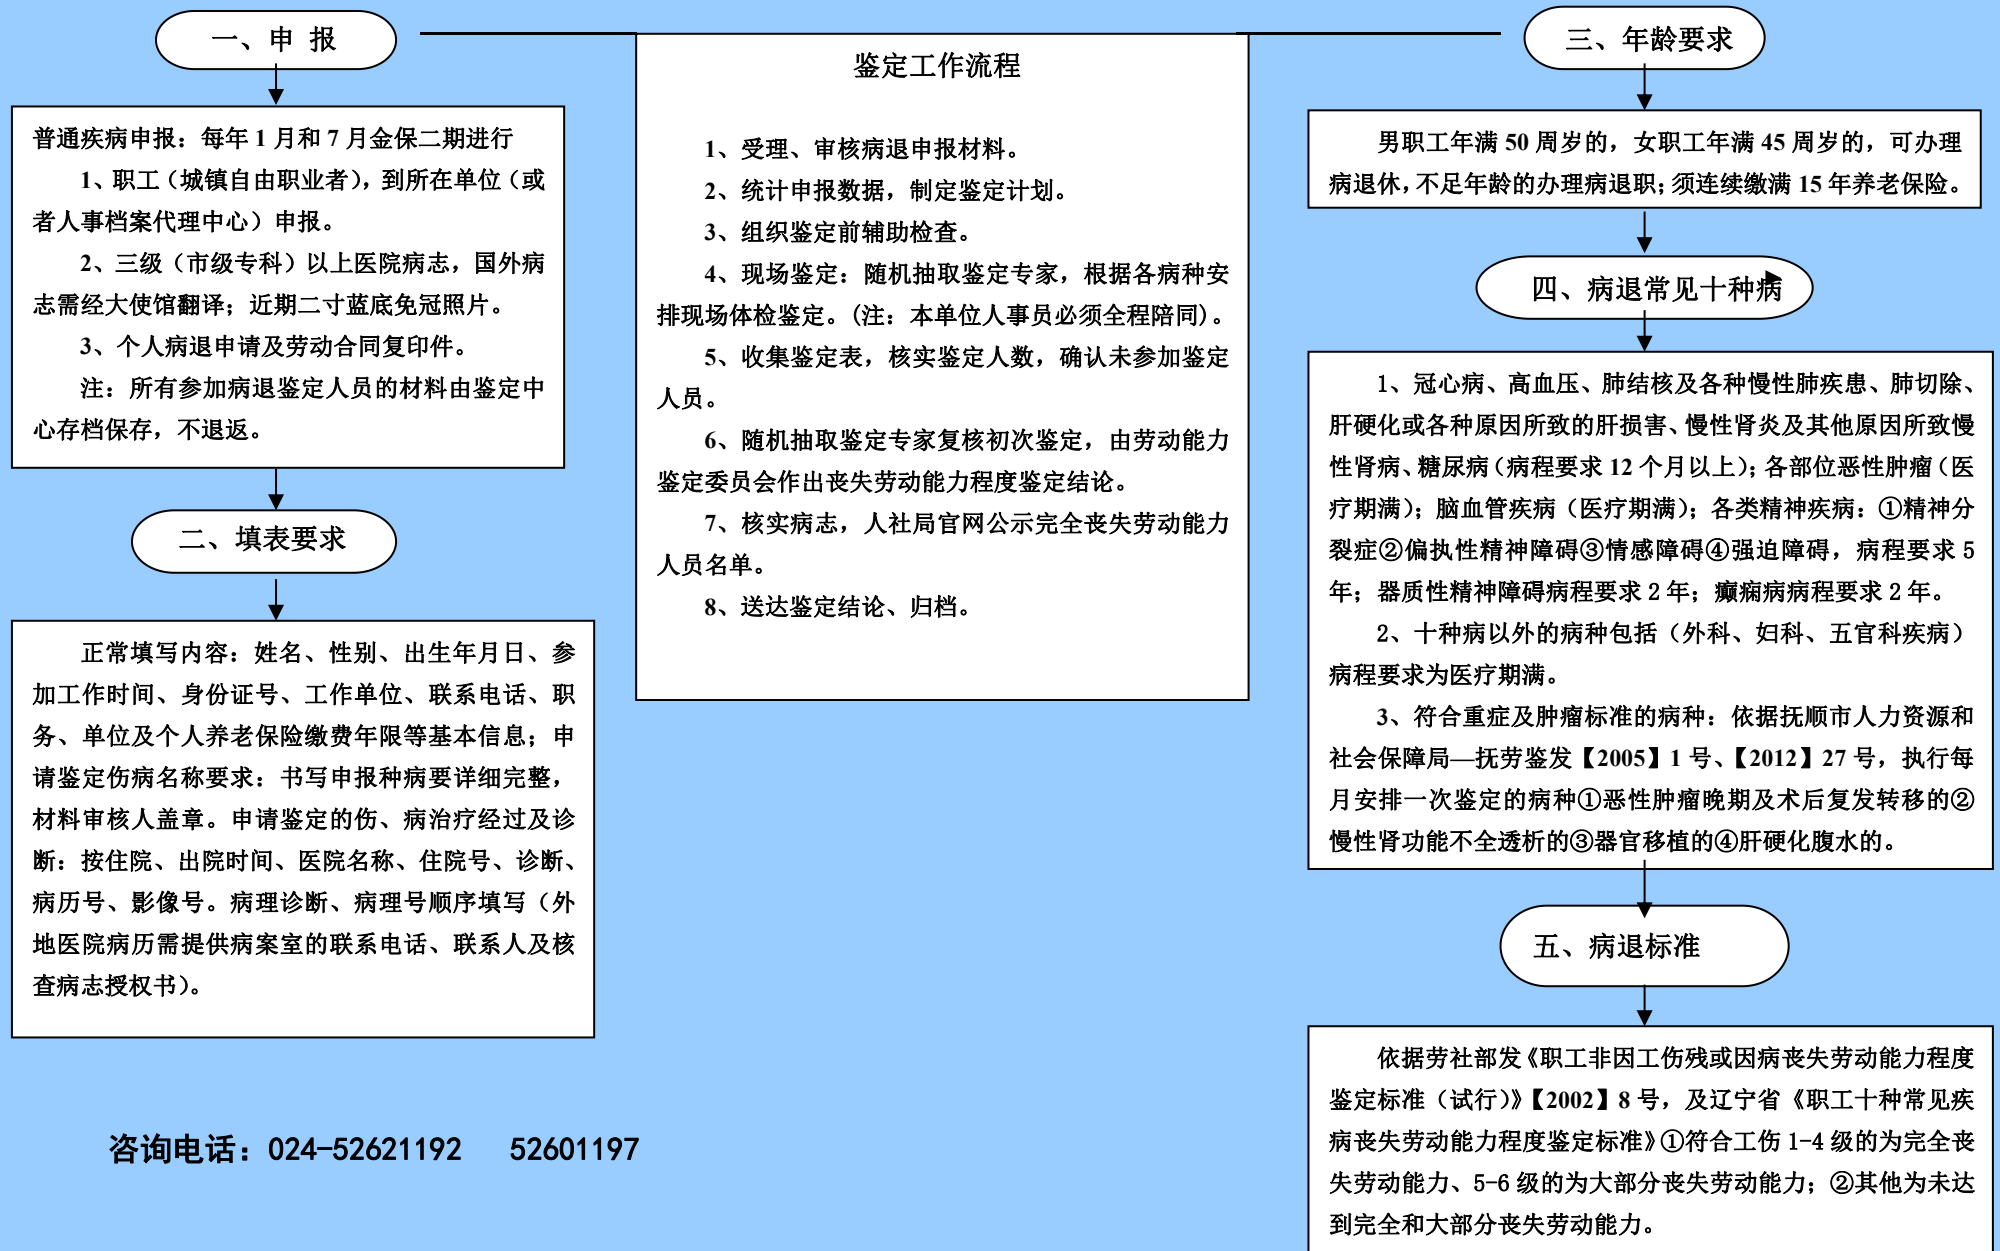 一、申 报
普通疾病申报：每年 1 月和 7 月金保二期进行
1、职工（城镇自由职业者），到所在单位（或
者人事档案代理中心）申报。
2、三级（市级专科）以上医院病志，国外病
志需经大使馆翻译；近期二寸蓝底免冠照片。
3、个人病退申请及劳动合同复印件。
注：所有参加病退鉴定人员的材料由鉴定中
心存档保存，不退返。
二、填表要求
正常填写内容：姓名、性别、出生年月日、参
加工作时间、身份证号、工作单位、联系电话、职
务、单位及个人养老保险缴费年限等基本信息；申
请鉴定伤病名称要求：书写申报种病要详细完整，
材料审核人盖章。申请鉴定的伤、病治疗经过及诊
断：按住院、出院时间、医院名称、住院号、诊断、
病历号、影像号。病理诊断、病理号顺序填写（外
地医院病历需提供病案室的联系电话、联系人及核
查病志授权书）。
咨询电话：024-52621192 52601197
鉴定工作流程
1、受理、审核病退申报材料。
2、统计申报数据，制定鉴定计划。
3、组织鉴定前辅助检查。
4、现场鉴定：随机抽取鉴定专家，根据各病种安
排现场体检鉴定。(注：本单位人事员必须全程陪同)。
5、收集鉴定表，核实鉴定人数，确认未参加鉴定
人员。
6、随机抽取鉴定专家复核初次鉴定，由劳动能力
鉴定委员会作出丧失劳动能力程度鉴定结论。
7、核实病志，人社局官网公示完全丧失劳动能力
人员名单。
8、送达鉴定结论、归档。
三、年龄要求
男职工年满 50 周岁的，女职工年满 45 周岁的，可办理
病退休，不足年龄的办理病退职；须连续缴满 15 年养老保险。
四、病退常见十种病
1、冠心病、高血压、肺结核及各种慢性肺疾患、肺切除、
肝硬化或各种原因所致的肝损害、慢性肾炎及其他原因所致慢
性肾病、糖尿病（病程要求 12 个月以上）；各部位恶性肿瘤（医
疗期满）；脑血管疾病（医疗期满）；各类精神疾病：①精神分
裂症②偏执性精神障碍③情感障碍④强迫障碍，病程要求 5
年；器质性精神障碍病程要求 2 年；癫痫病病程要求 2 年。
2、十种病以外的病种包括（外科、妇科、五官科疾病）
病程要求为医疗期满。
3、符合重症及肿瘤标准的病种：依据抚顺市人力资源和
社会保障局—抚劳鉴发【2005】1 号、【2012】27 号，执行每
月安排一次鉴定的病种①恶性肿瘤晚期及术后复发转移的②
慢性肾功能不全透析的③器官移植的④肝硬化腹水的。
五、病退标准
依据劳社部发《职工非因工伤残或因病丧失劳动能力程度
鉴定标准（试行）》【2002】8 号，及辽宁省《职工十种常见疾
病丧失劳动能力程度鉴定标准》①符合工伤 1-4 级的为完全丧
失劳动能力、5-6 级的为大部分丧失劳动能力；②其他为未达
到完全和大部分丧失劳动能力。